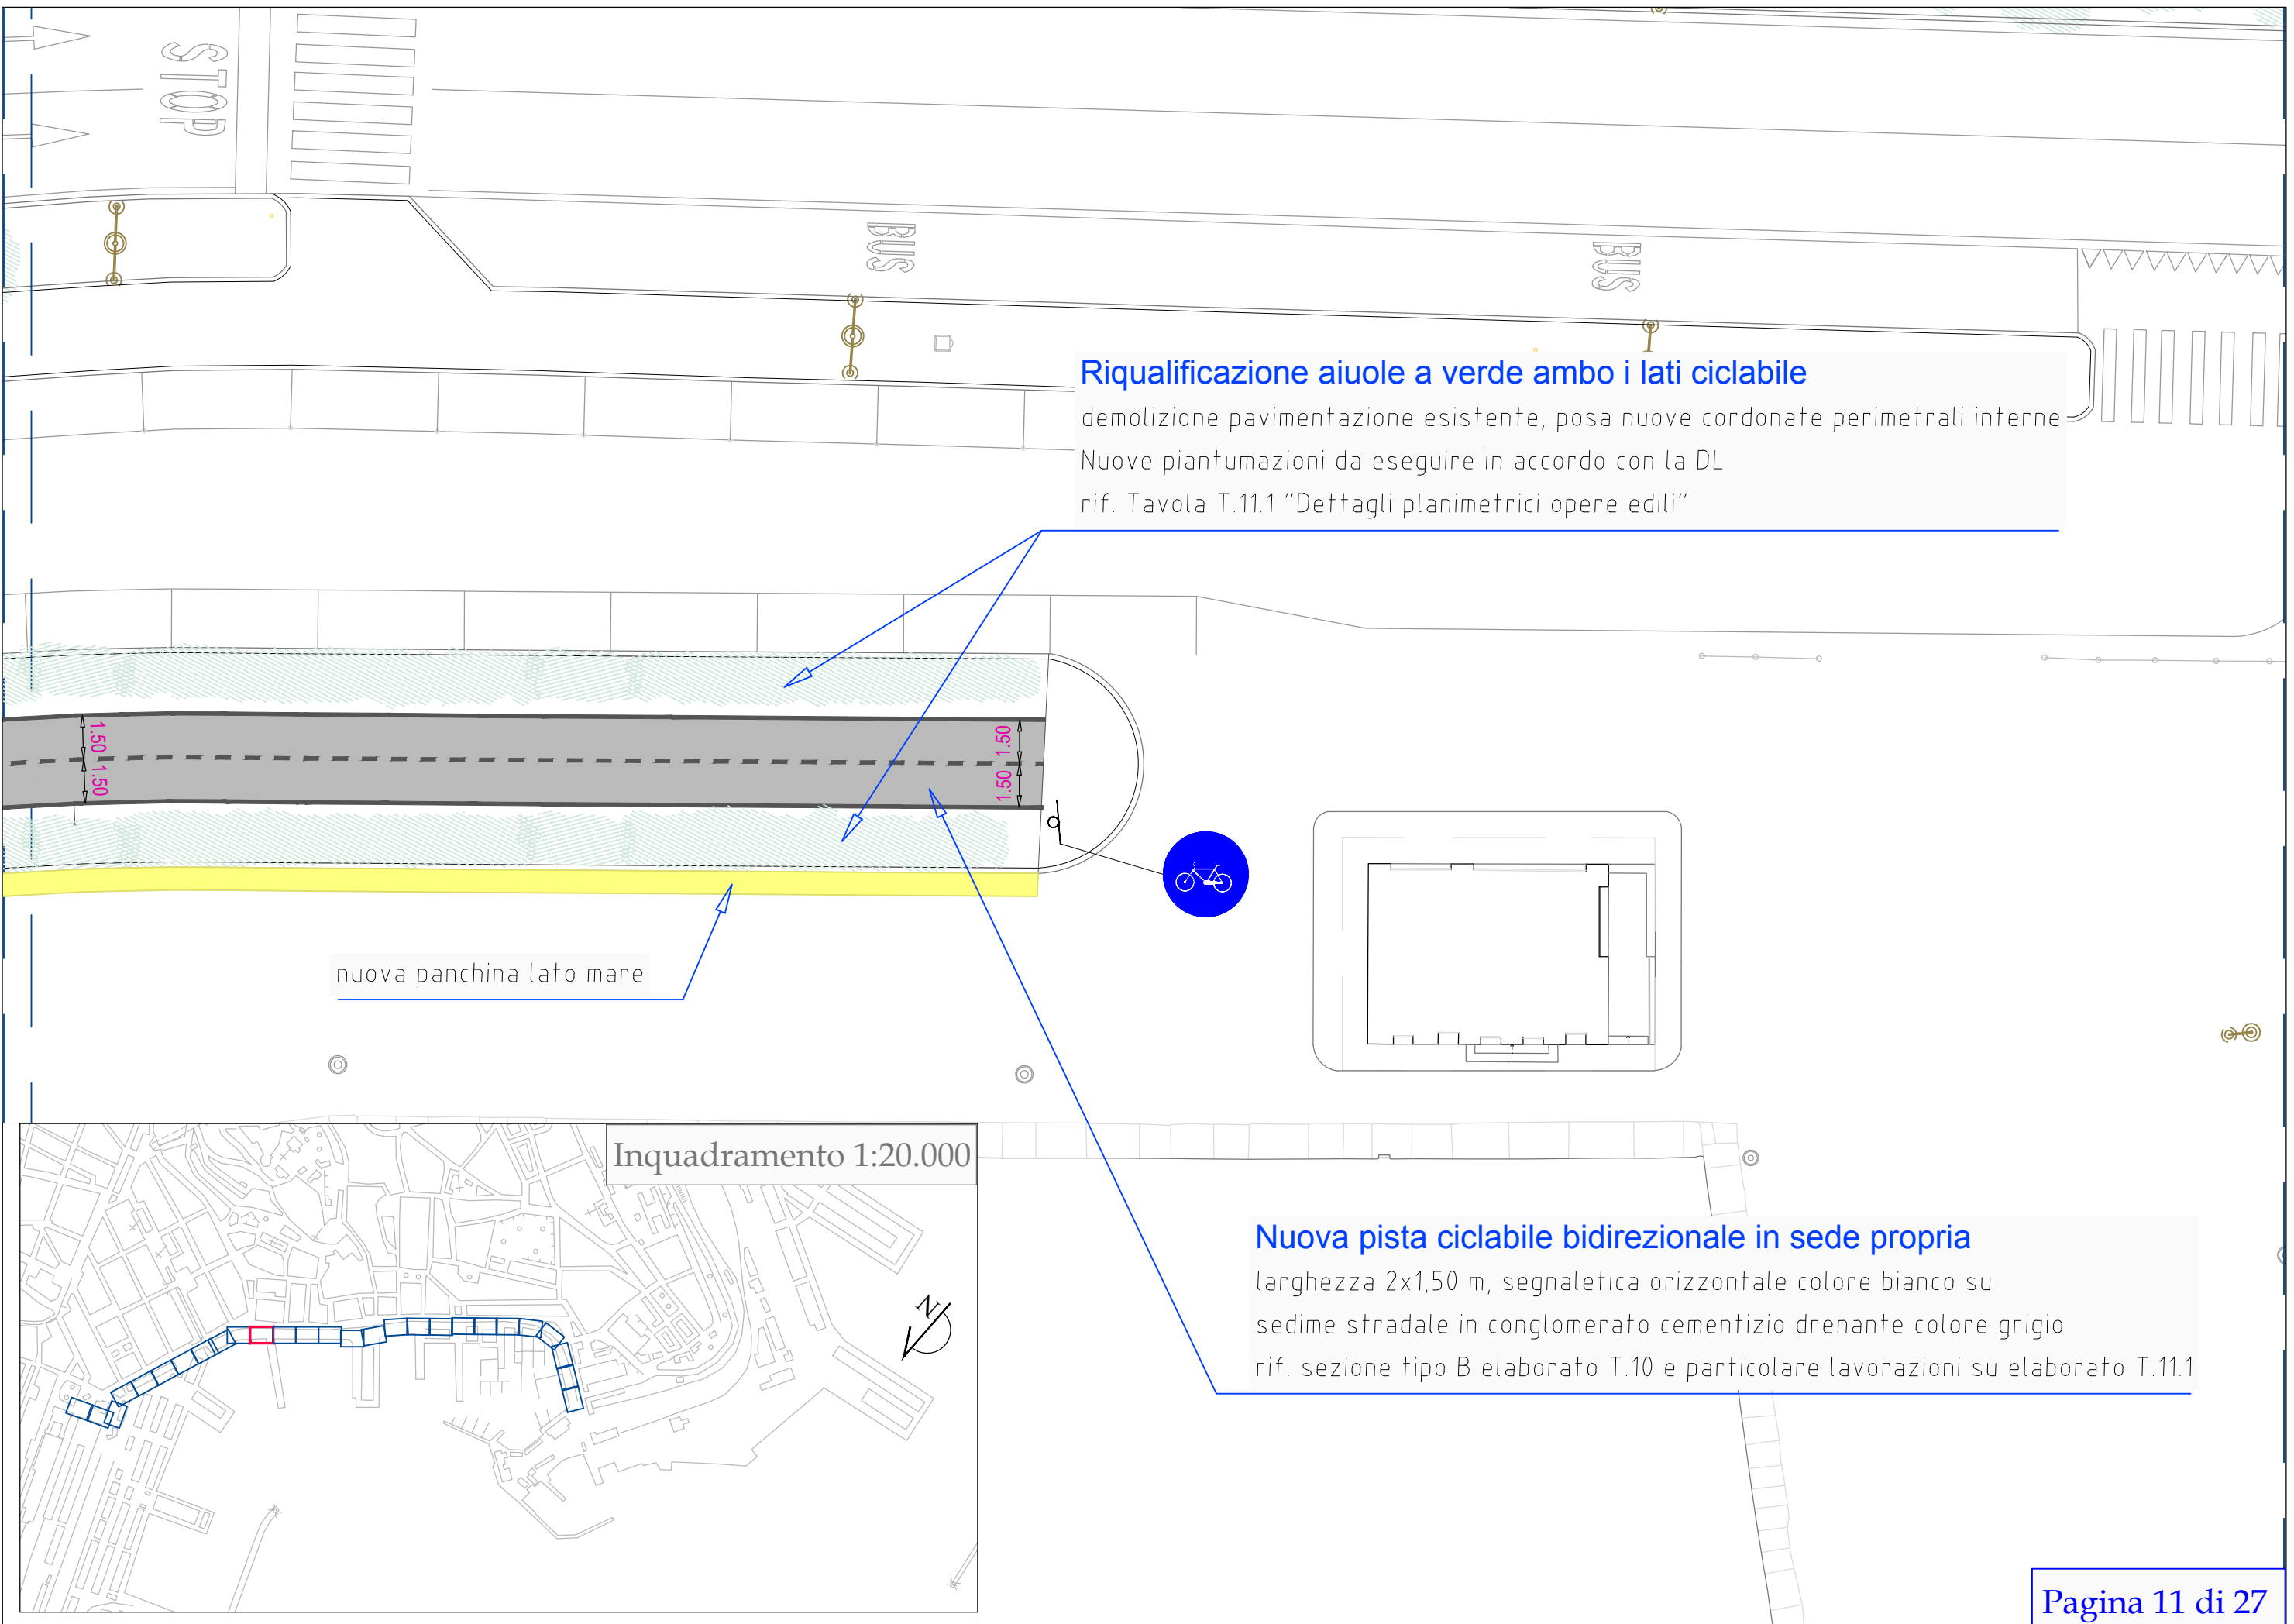 STOP
BUS
BUS
Riqualificazione aiuole a verde ambo i lati ciclabile
demolizione pavimentazione esistente, posa nuove cordonate perimetrali interne
Nuove piantumazioni da eseguire in accordo con la DL
rif. Tavola T.11.1 "Dettagli planimetrici opere edili"
1.50
1.50
1.50
1.50
nuova panchina lato mare
Inquadramento 1:20.000
N
Nuova pista ciclabile bidirezionale in sede propria
larghezza 2x1,50 m, segnaletica orizzontale colore bianco su
sedime stradale in conglomerato cementizio drenante colore grigio
rif. sezione tipo B elaborato T.10 e particolare lavorazioni su elaborato T.11.1
Pagina 11 di 27